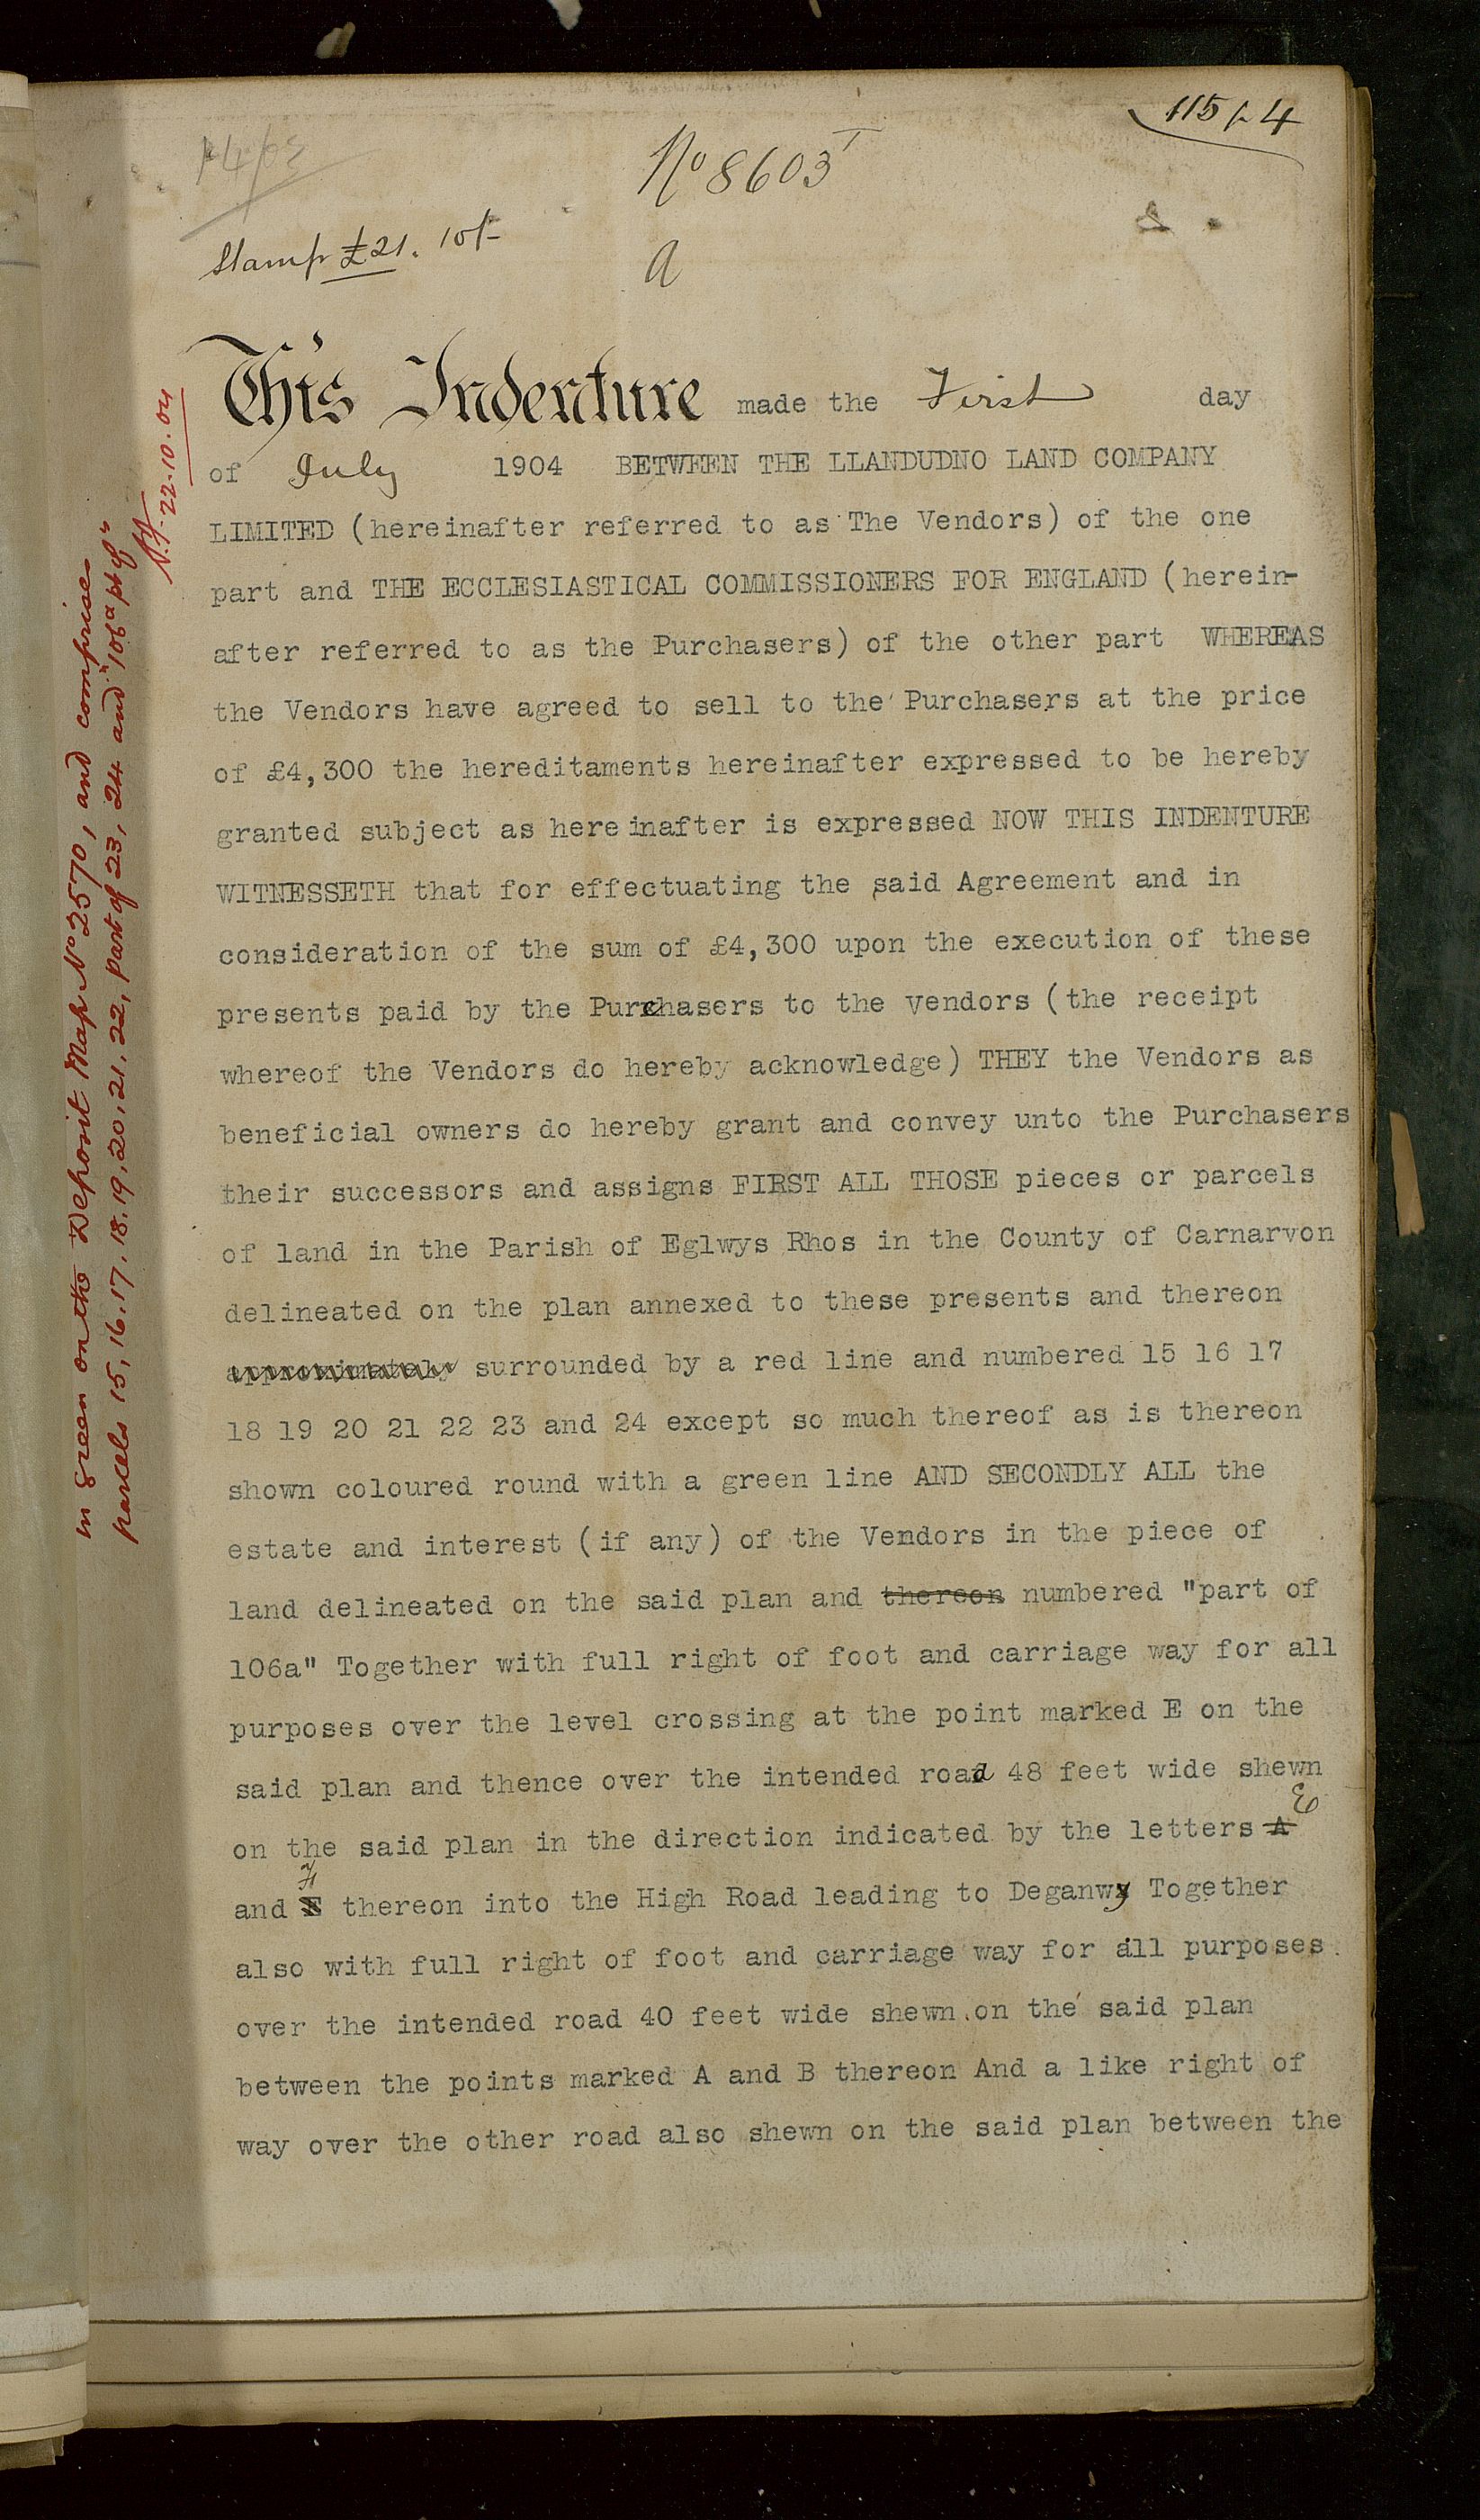 115/-4
Nº 8603
Stamp £21. 10/-
a
This Indenture made the First day
of July 1904 BETWEEN THE LLANDUDNO LAND COMPANY
LIMITED (hereinafter referred to as The Vendors) of the one
part and THE ECCLESIASTICAL COMMISSIONERS FOR ENGLAND (herein-
after referred to as the Purchasers) of the other part WHEREAS
the Vendors have agreed to sell to the Purchasers at the price
of £4,300 the hereditaments hereinafter expressed to be hereby
granted subject as hereinafter is expressed NOW THIS INDENTURE
WITNESSETH that for effectuating the said Agreement and in
consideration of the sum of £4,300 upon the execution of these
presents paid by the Purchasers to the vendors (the receipt
whereof the Vendors do hereby acknowledge) THEY the Vendors as
beneficial owners do hereby grant and convey unto the Purchasers
their successors and assigns FIRST ALL THOSE pieces or parcels
of land in the Parish of Eglwys Rhos in the County of Carnarvon
delineated on the plan annexed to these presents and thereon
approximately surrounded by a red line and numbered 15 16 17
18 19 20 21 22 23 and 24 except so much thereof as is thereon
shown coloured round with a green line AND SECONDLY ALL the
estate and interest (if any) of the Vendors in the piece of
land delineated on the said plan and thereon numbered "part of
106a" Together with full right of foot and carriage way for all
purposes over the level crossing at the point marked E on the
said plan and thence over the intended road 48 feet wide shewn
on the said plan in the direction indicated by the letters A E
and E F thereon into the High Road leading to Deganwy Together
also with full right of foot and carriage way for all purposes
over the intended road 40 feet wide shewn on the said plan
between the points marked A and B thereon And a like right of
way over the other road also shewn on the said plan between the
in green on the Deposit Map Nº 2570, and comprises
parcels 15, 16. 17. 18. 19. 20. 21. 22, part of 23, 24 and "106a pt of"
22.10.04